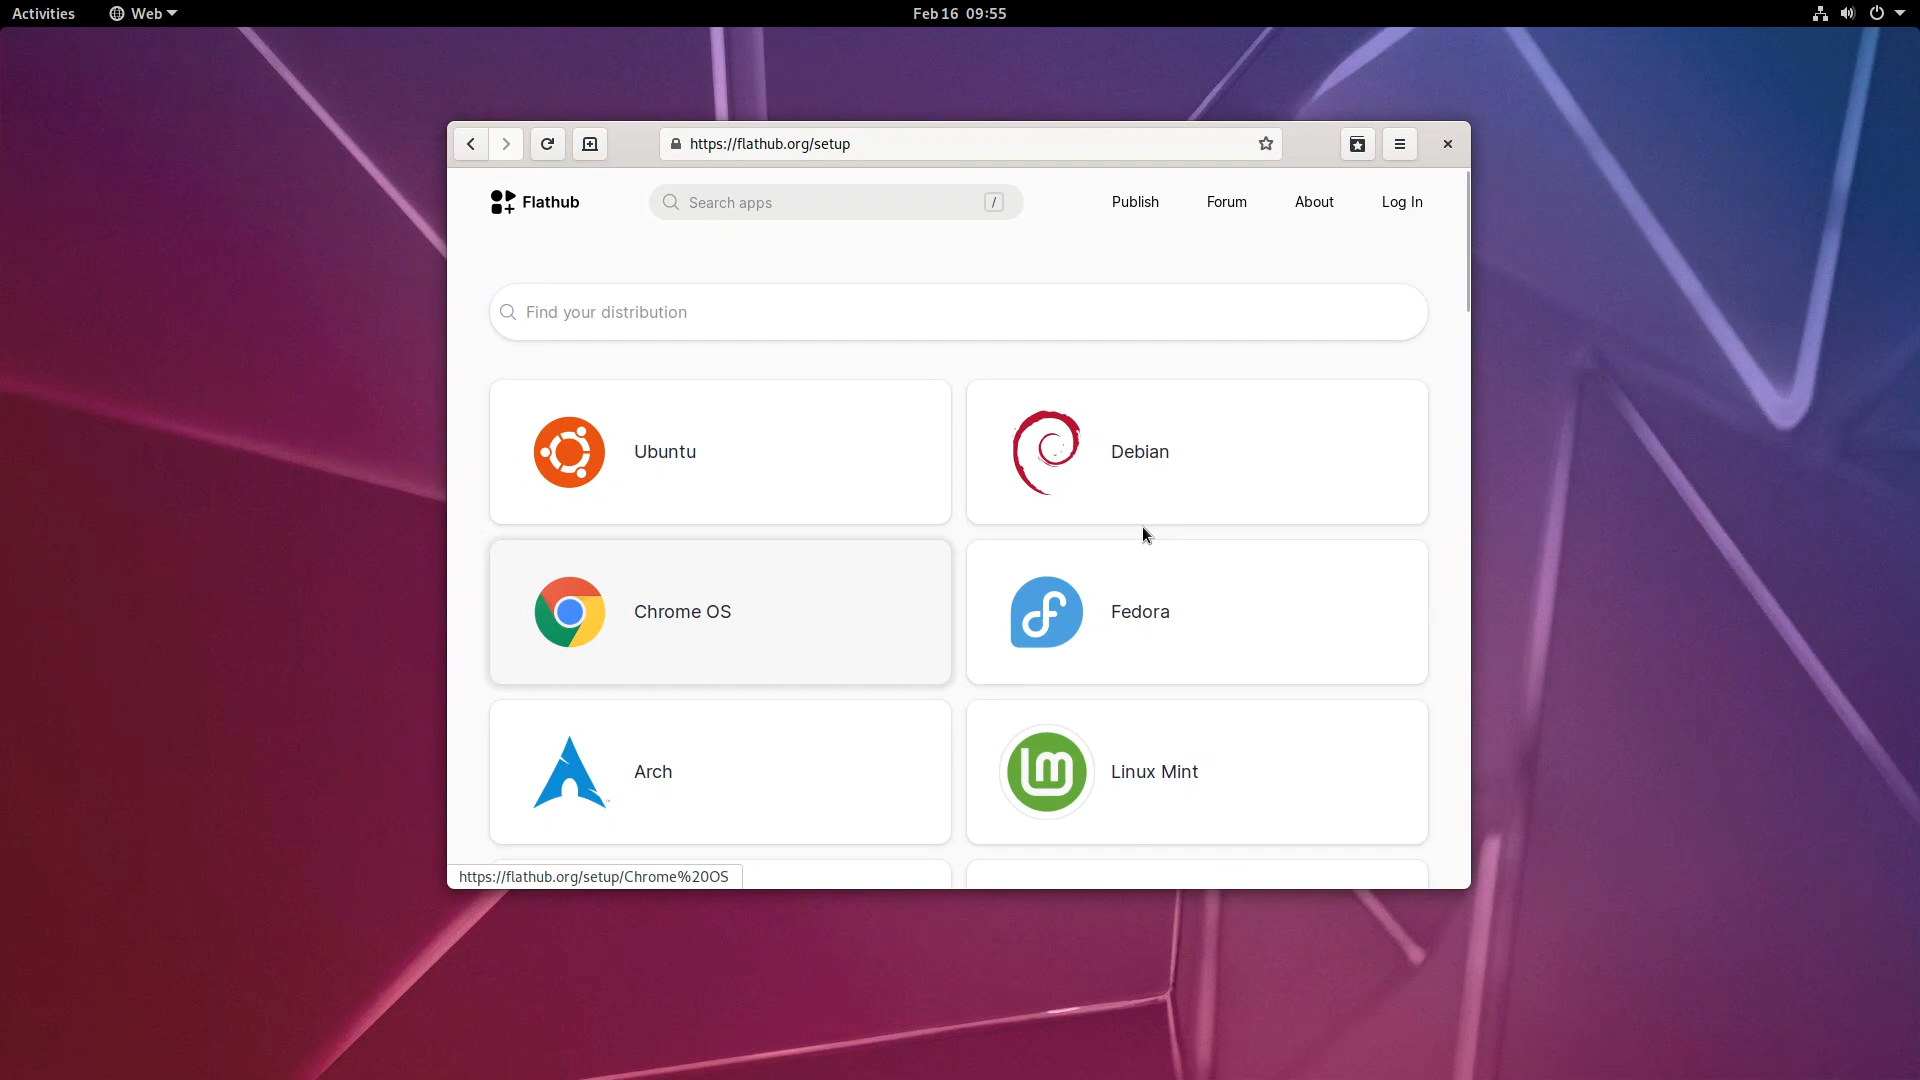 Activities Web Feb 16 09:55
https://flathub.org/setup
Flathub Search apps / Publish Forum About Log In
Find your distribution
Ubuntu Debian
Chrome OS Fedora
Arch Linux Mint
https://flathub.org/setup/Chrome%20OS